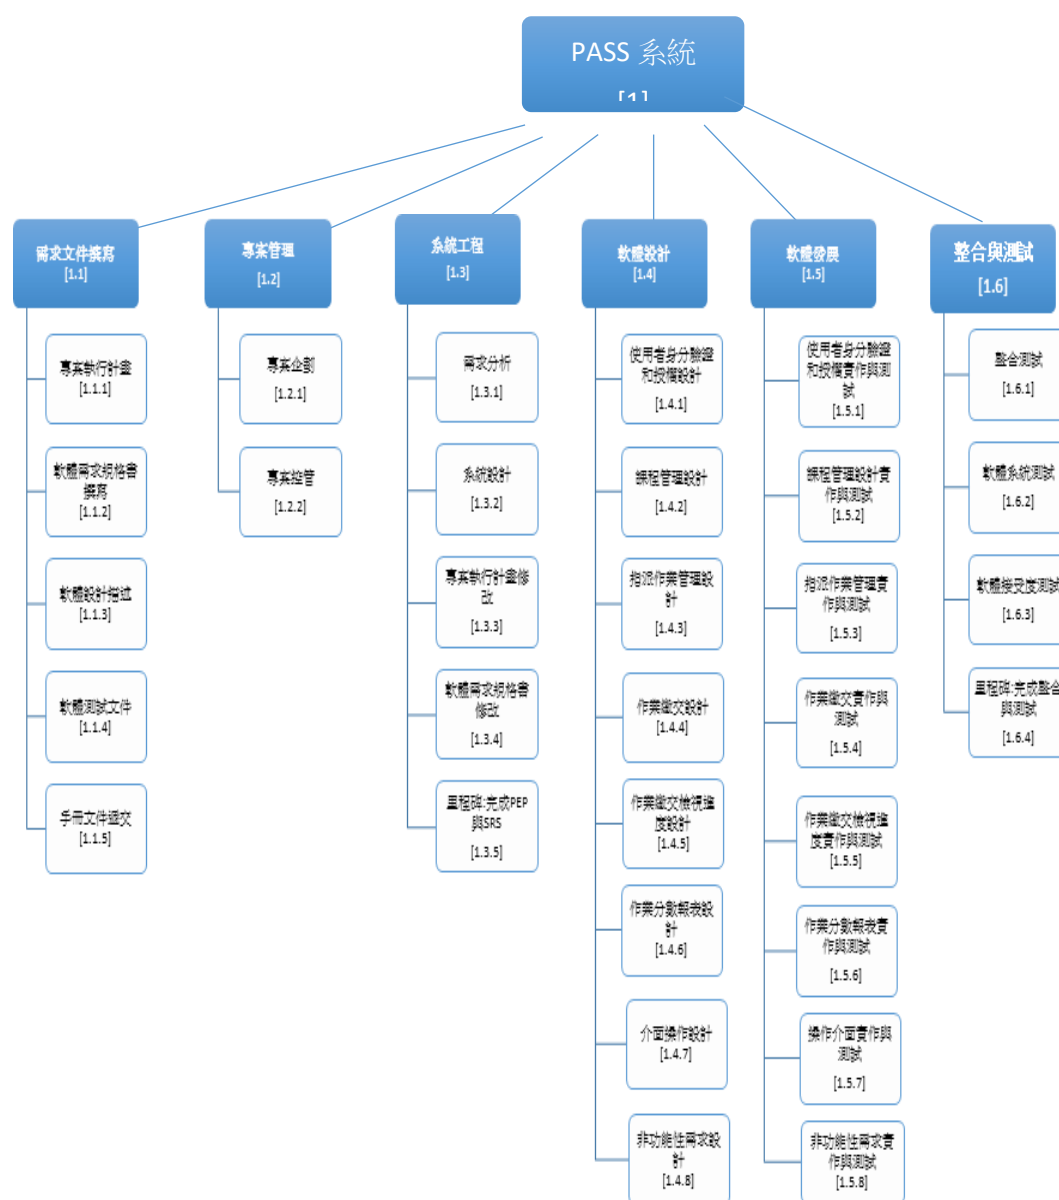 PASS 系統
[1]
需求文件撰寫
[1.1]
專案執行計畫
[1.1.1]
軟體需求規格書
撰寫
[1.1.2]
軟體設計描述
[1.1.3]
軟體測試文件
[1.1.4]
手冊文件遞交
[1.1.5]
專案管理
[1.2]
專案企劃
[1.2.1]
專案控管
[1.2.2]
系統工程
[1.3]
需求分析
[1.3.1]
系統設計
[1.3.2]
專案執行計畫修
改
[1.3.3]
軟體需求規格書
修改
[1.3.4]
里程碑:完成PEP
與SRS
[1.3.5]
軟體設計
[1.4]
使用者身分驗證
和授權設計
[1.4.1]
課程管理設計
[1.4.2]
指派作業管理設
計
[1.4.3]
作業繳交設計
[1.4.4]
作業繳交檢視進
度設計
[1.4.5]
作業分數報表設
計
[1.4.6]
介面操作設計
[1.4.7]
非功能性需求設
計
[1.4.8]
軟體發展
[1.5]
使用者身分驗證
和授權實作與測
試
[1.5.1]
課程管理設計實
作與測試
[1.5.2]
指派作業管理實
作與測試
[1.5.3]
作業繳交實作與
測試
[1.5.4]
作業繳交檢視進
度實作與測試
[1.5.5]
作業分數報表實
作與測試
[1.5.6]
操作介面實作與
測試
[1.5.7]
非功能性需求實
作與測試
[1.5.8]
整合與測試
[1.6]
整合測試
[1.6.1]
軟體系統測試
[1.6.2]
軟體接受度測試
[1.6.3]
里程碑:完成整合
與測試
[1.6.4]